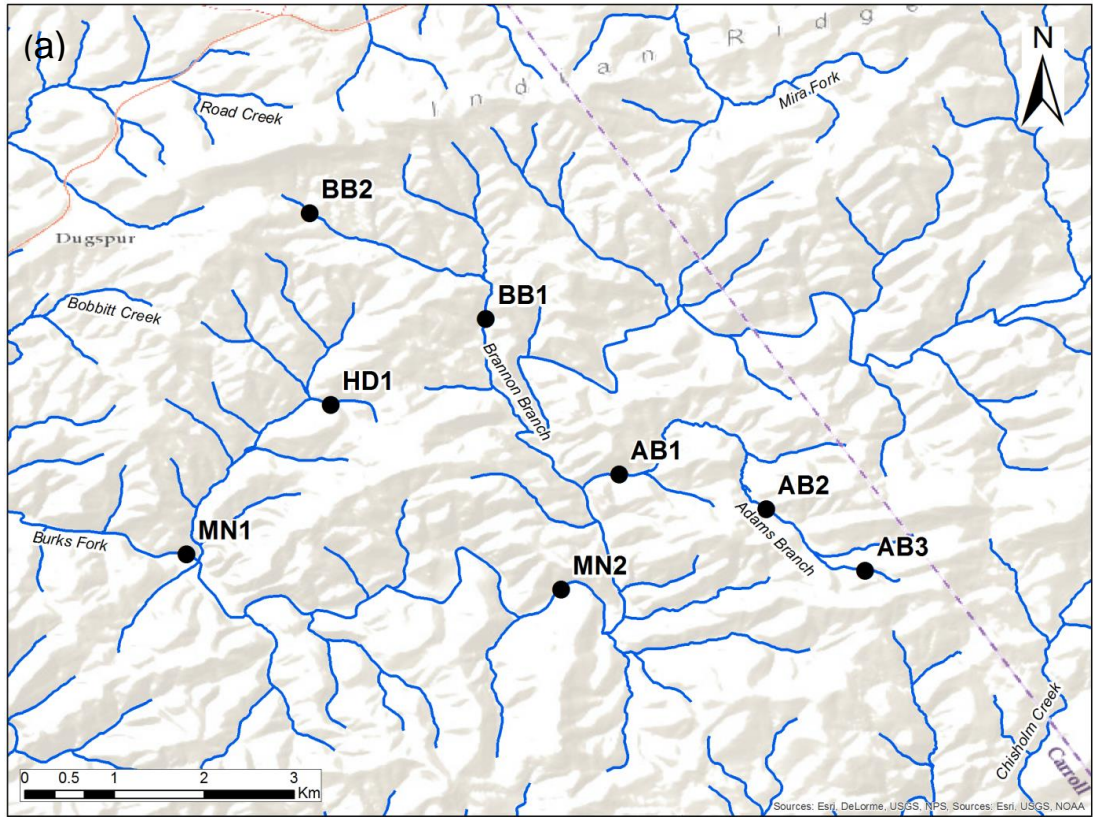 (a)
Indian Ridge
N
Mira Fork
Road Creek
BB2
Dugspur
Bobbitt Creek
BB1
Brannon Branch
HD1
AB1
AB2
Adams Branch
AB3
Burks Fork
MN1
MN2
Chisholm Creek
Carroll
0 0.5 1 2 3
Km
Sources: Esri, DeLorme, USGS, NPS, Sources: Esri, USGS, NOAA